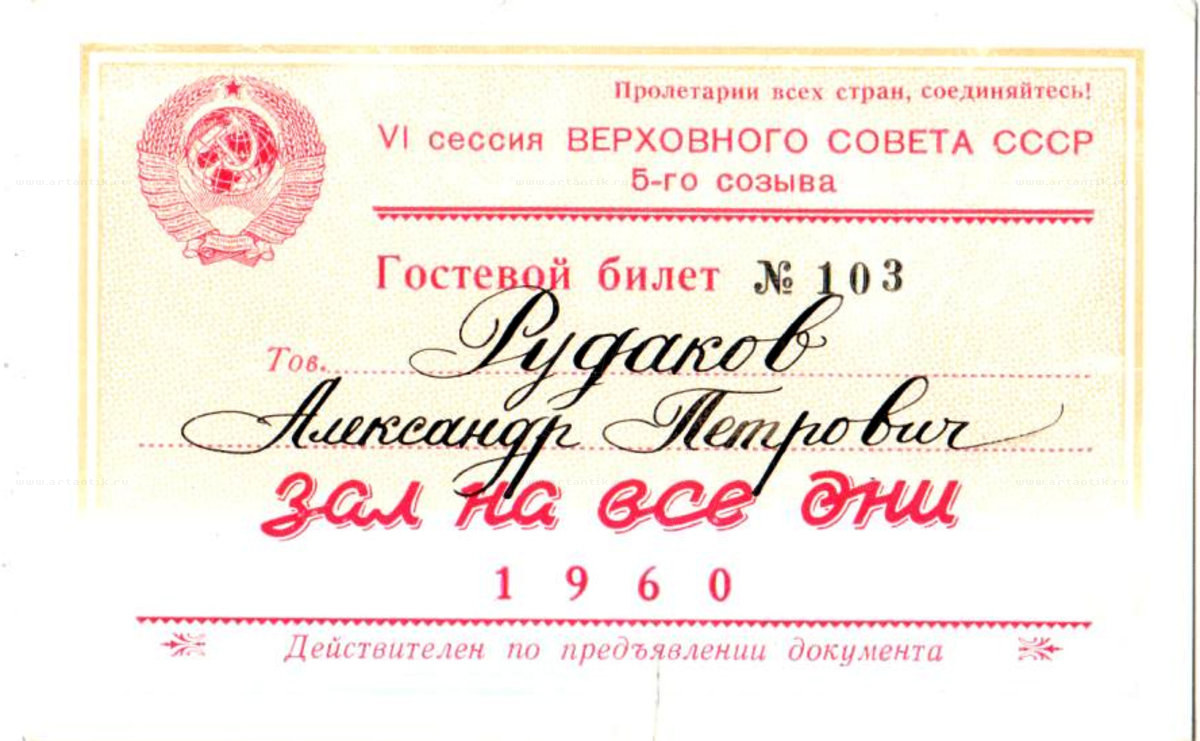 Пролетарии всех стран, соединяйтесь!
VI сессия ВЕРХОВНОГО СОВЕТА СССР
5-го созыва
Гостевой билет № 103
Тов. Рудаков
Александр Петрович
зал на все дни
1960
Действителен по предъявлении документа